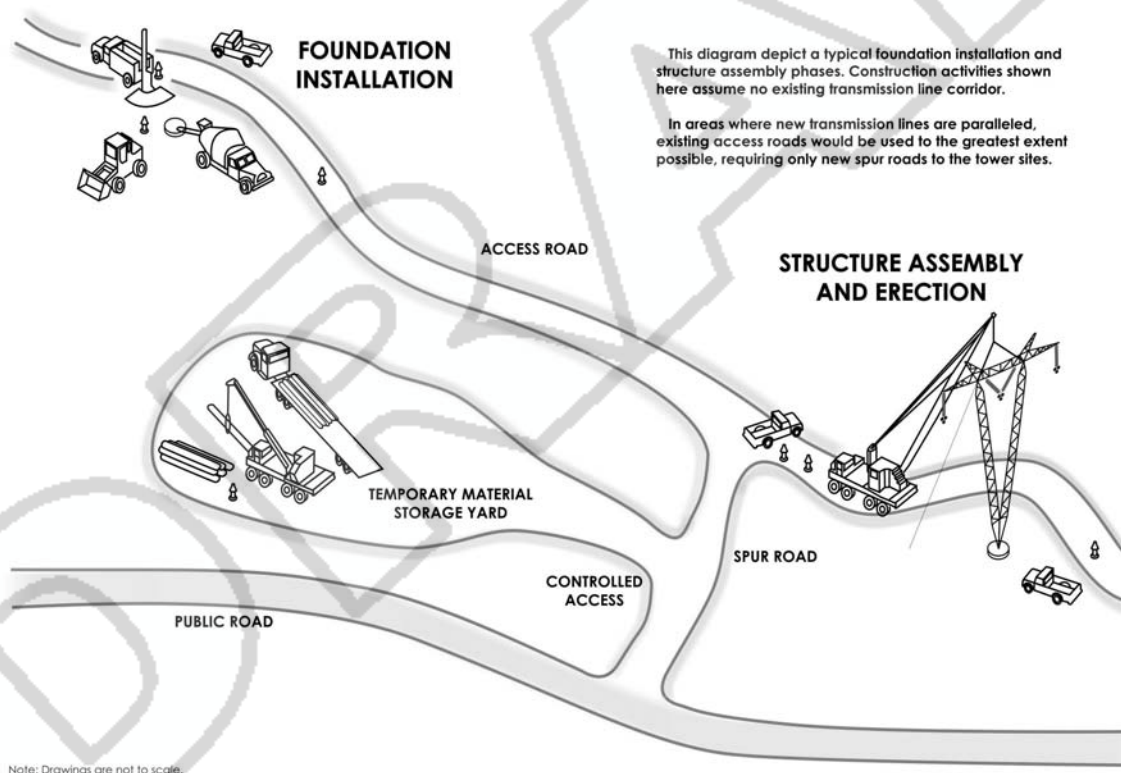 FOUNDATION
INSTALLATION
This diagram depict a typical foundation installation and
structure assembly phases. Construction activities shown
here assume no existing transmission line corridor.
In areas where new transmission lines are paralleled,
existing access roads would be used to the greatest extent
possible, requiring only new spur roads to the tower sites.
ACCESS ROAD
STRUCTURE ASSEMBLY
AND ERECTION
TEMPORARY MATERIAL
STORAGE YARD
SPUR ROAD
CONTROLLED
ACCESS
PUBLIC ROAD
Note: Drawings are not to scale.
DRA